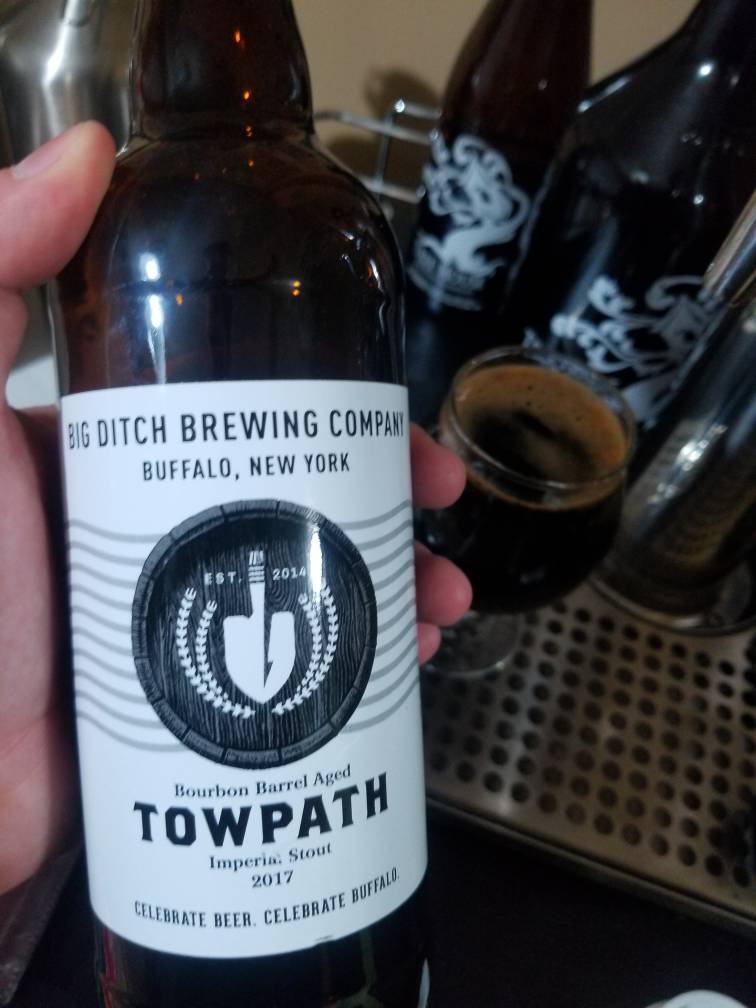 BIG DITCH BREWING COMPANY
BUFFALO, NEW YORK
EST. 2014
Bourbon Barrel Aged
TOWPATH
Imperial Stout
2017
CELEBRATE BEER. CELEBRATE BUFFALO.